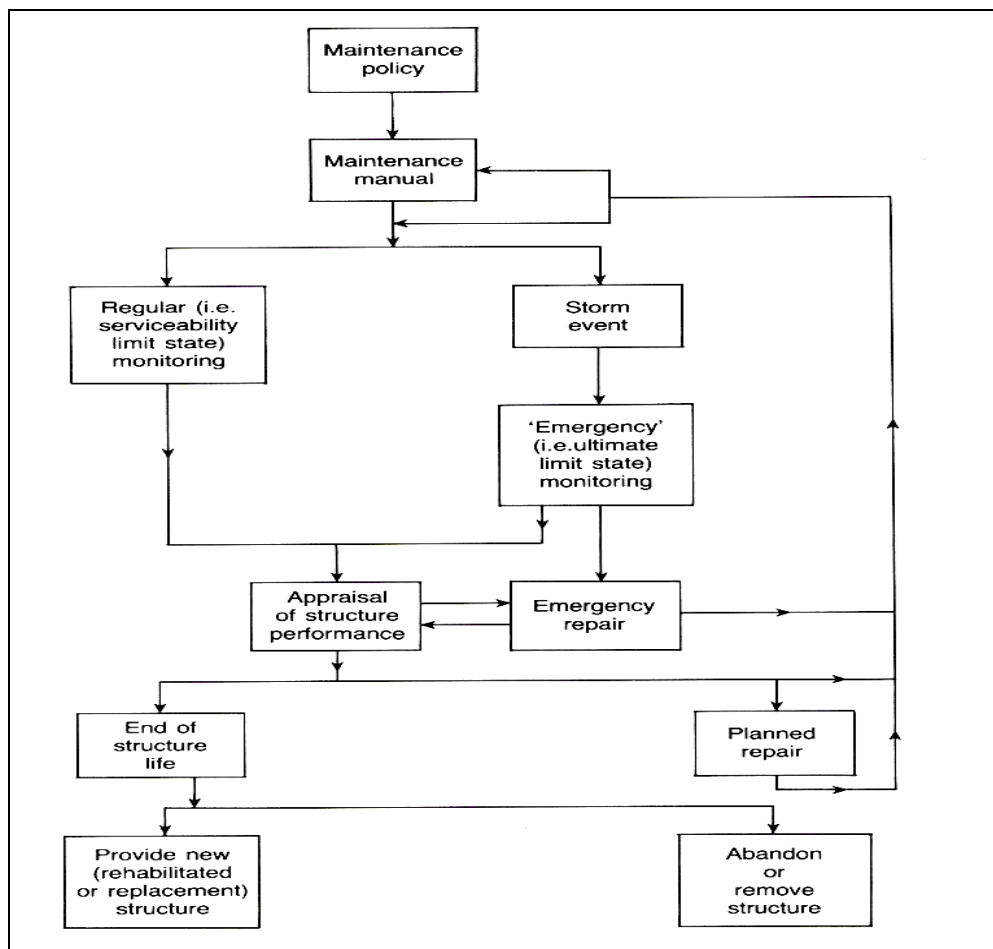 Maintenance
policy
Maintenance
manual
Regular (i.e.
serviceability
limit state)
monitoring
Storm
event
‘Emergency’
(i.e.ultimate
limit state)
monitoring
Appraisal
of structure
performance
Emergency
repair
End of
structure
life
Planned
repair
Provide new
(rehabilitated
or replacement)
structure
Abandon
or
remove
structure